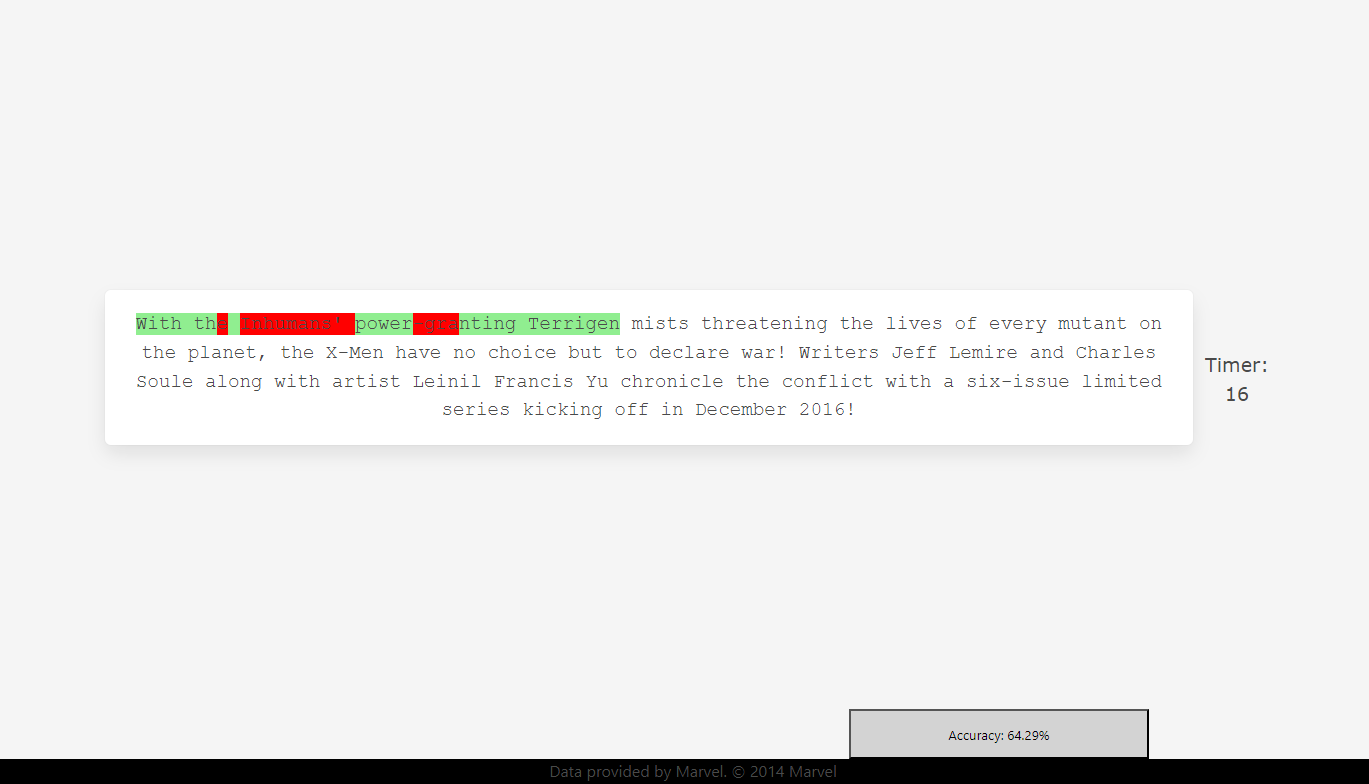 With the Inhumans' power granting Terrigen mists threatening the lives of every mutant on
the planet, the X-Men have no choice but to declare war! Writers Jeff Lemire and Charles
Soule along with artist Leinil Francis Yu chronicle the conflict with a six-issue limited
series kicking off in December 2016!
Timer:
16
Accuracy: 64.29%
Data provided by Marvel. © 2014 Marvel